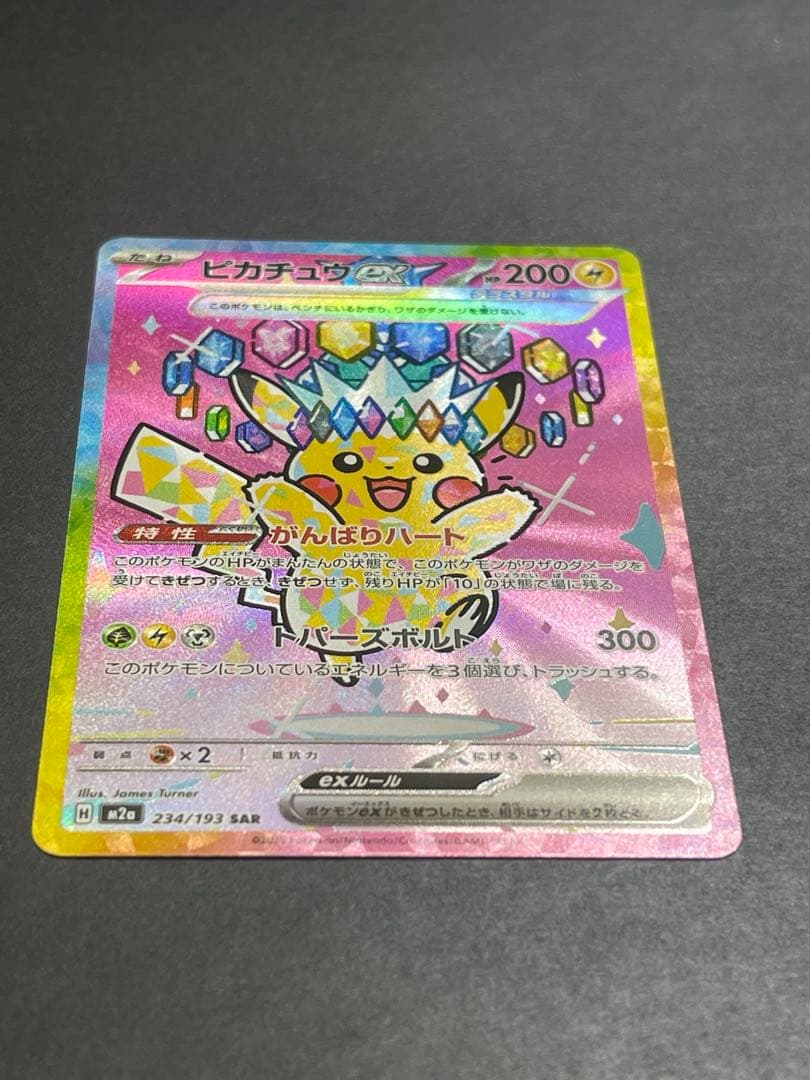 たね
ピカチュウex
HP200
テラスタル
このポケモンは、ベンチにいるかぎり、ワザのダメージを受けない。
特性 がんばりハート
このポケモンのHPがまんたんの状態で、このポケモンがワザのダメージを
受けてきぜつするとき、きぜつせず、残りHPが「10」の状態で場に残る。
トパーズボルト 300
このポケモンについているエネルギーを3個選び、トラッシュする。
弱点 ×2 抵抗力 にげる
Illus. James Turner
exルール
ポケモンexがきぜつしたとき、相手はサイドを2枚とる。
H m2a 234/193 SAR